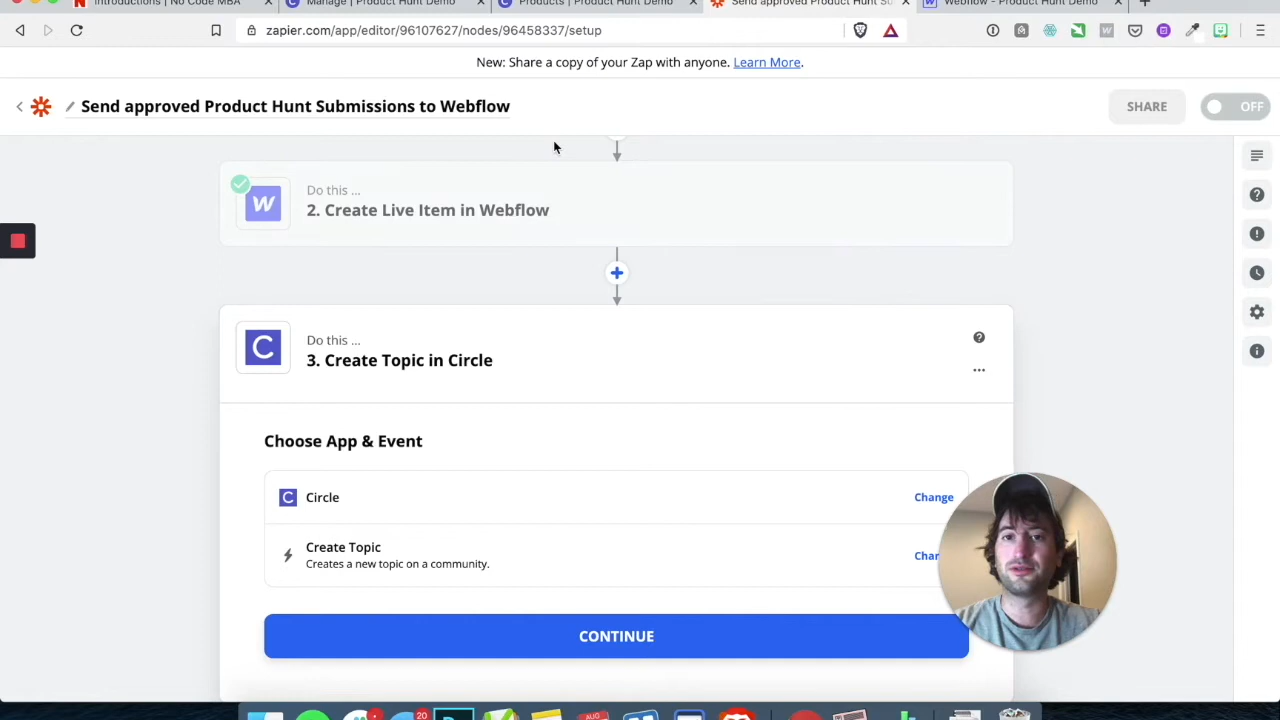 Introductions | No Code MBA
Manage | Product Hunt Demo
Products | Product Hunt Demo
Send approved Product Hunt Su
Webflow - Product Hunt Demo
zapier.com/app/editor/96107627/nodes/96458337/setup
New: Share a copy of your Zap with anyone. Learn More.
Send approved Product Hunt Submissions to Webflow
SHARE
OFF
Do this ...
2. Create Live Item in Webflow
Do this ...
3. Create Topic in Circle
Choose App & Event
Circle
Change
Create Topic
Creates a new topic on a community.
Chan
CONTINUE
20
AUG